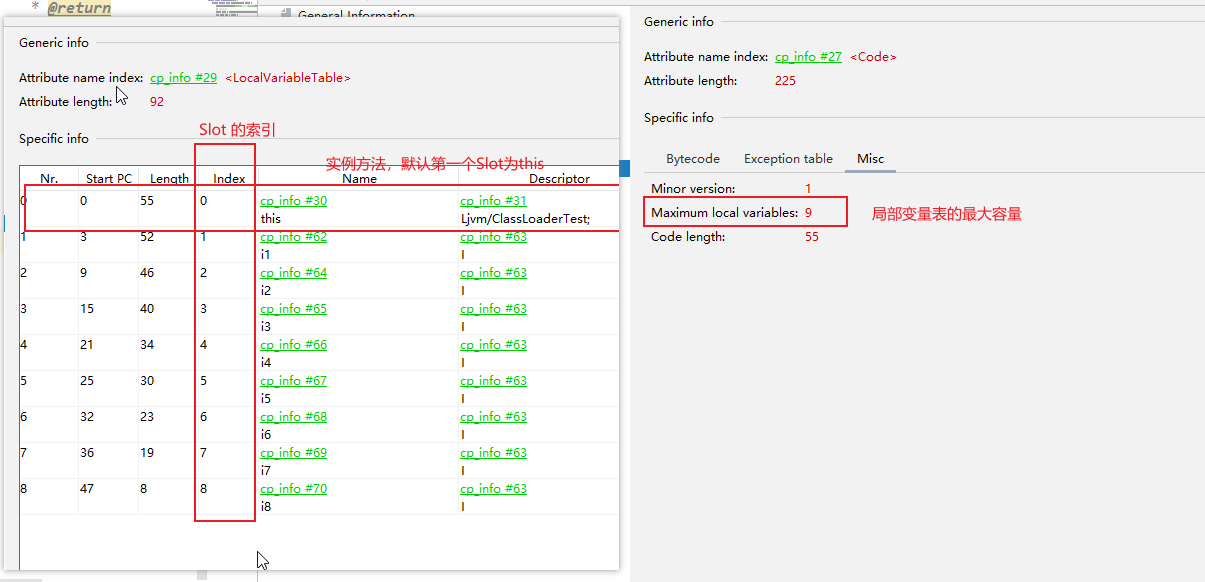 * @return
General Information
Generic info
Attribute name index: cp_info #29 <LocalVariableTable>
Attribute length: 92
Specific info
Slot 的索引
实例方法，默认第一个Slot为this
Nr. Start PC Length Index Name Descriptor
0 0 55 0 cp_info #30 cp_info #31
this Ljvm/ClassLoaderTest;
1 3 52 1 cp_info #62 cp_info #63
i1 I
2 9 46 2 cp_info #64 cp_info #63
i2 I
3 15 40 3 cp_info #65 cp_info #63
i3 I
4 21 34 4 cp_info #66 cp_info #63
i4 I
5 25 30 5 cp_info #67 cp_info #63
i5 I
6 32 23 6 cp_info #68 cp_info #63
i6 I
7 36 19 7 cp_info #69 cp_info #63
i7 I
8 47 8 8 cp_info #70 cp_info #63
i8 I
Generic info
Attribute name index: cp_info #27 <Code>
Attribute length: 225
Specific info
Bytecode Exception table Misc
Minor version: 1
Maximum local variables: 9
局部变量表的最大容量
Code length: 55